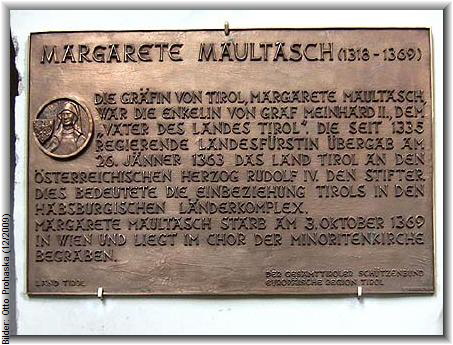 MARGARETE MAULTASCH (1318 - 1369)
DIE GRÄFIN VON TIROL, MARGARETE MAULTASCH,
WAR DIE ENKELIN VON GRAF MEINHARD II., DEM
„VATER DES LANDES TIROL“. DIE SEIT 1335
REGIERENDE LANDESFÜRSTIN ÜBERGAB AM
26. JÄNNER 1363 DAS LAND TIROL AN DEN
ÖSTERREICHISCHEN HERZOG RUDOLF IV. DEN STIFTER.
DIES BEDEUTETE DIE EINBEZIEHUNG TIROLS IN DEN
HABSBURGISCHEN LÄNDERKOMPLEX.
MARGARETE MAULTASCH STARB AM 3. OKTOBER 1369
IN WIEN UND LIEGT IM CHOR DER MINORITENKIRCHE
BEGRABEN.
LAND TIROL
DER GESAMTTIROLER SCHÜTZENBUND
EUROPÄISCHE REGION TIROL
Bilder: Otto Prohaska (12/2009)